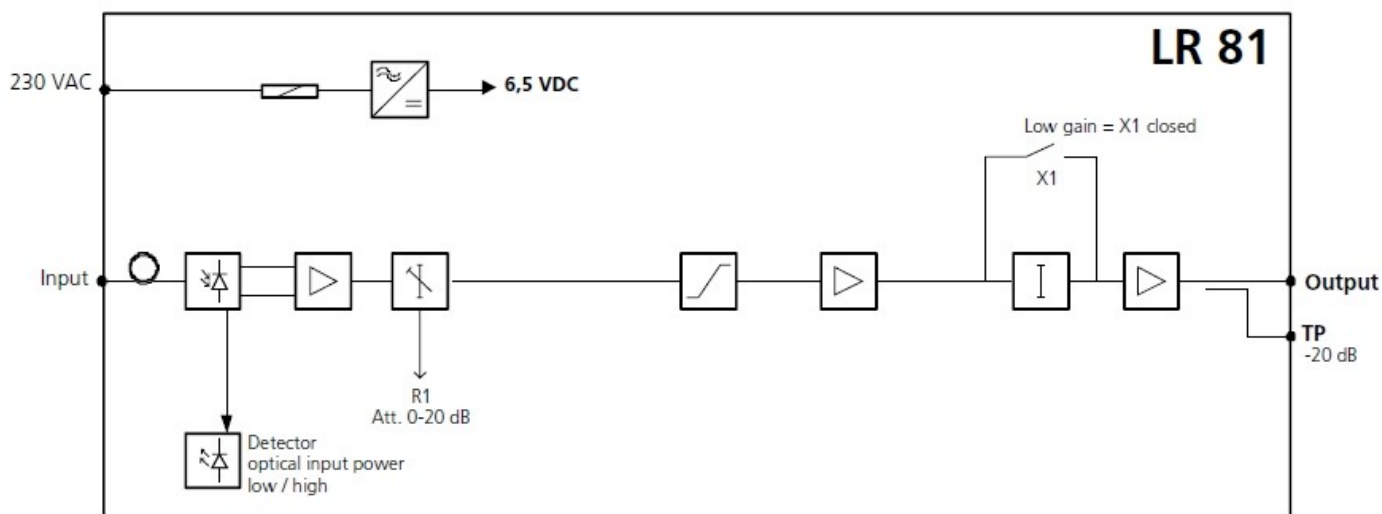 LR 81
230 VAC
6,5 VDC
Low gain = X1 closed
X1
Input
Output
TP
-20 dB
R1
Att. 0-20 dB
Detector
optical input power
low / high